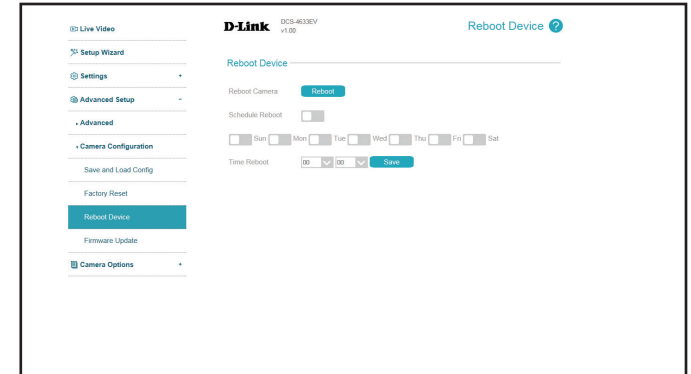 Live Video
Setup Wizard
Settings +
Advanced Setup -
Advanced
Camera Configuration
Save and Load Config
Factory Reset
Reboot Device
Firmware Update
Camera Options +
D-Link DCS-4633EV
v1.00
Reboot Device ?
Reboot Device
Reboot Camera Reboot
Schedule Reboot
Sun Mon Tue Wed Thu Fri Sat
Time Reboot 00 00 Save